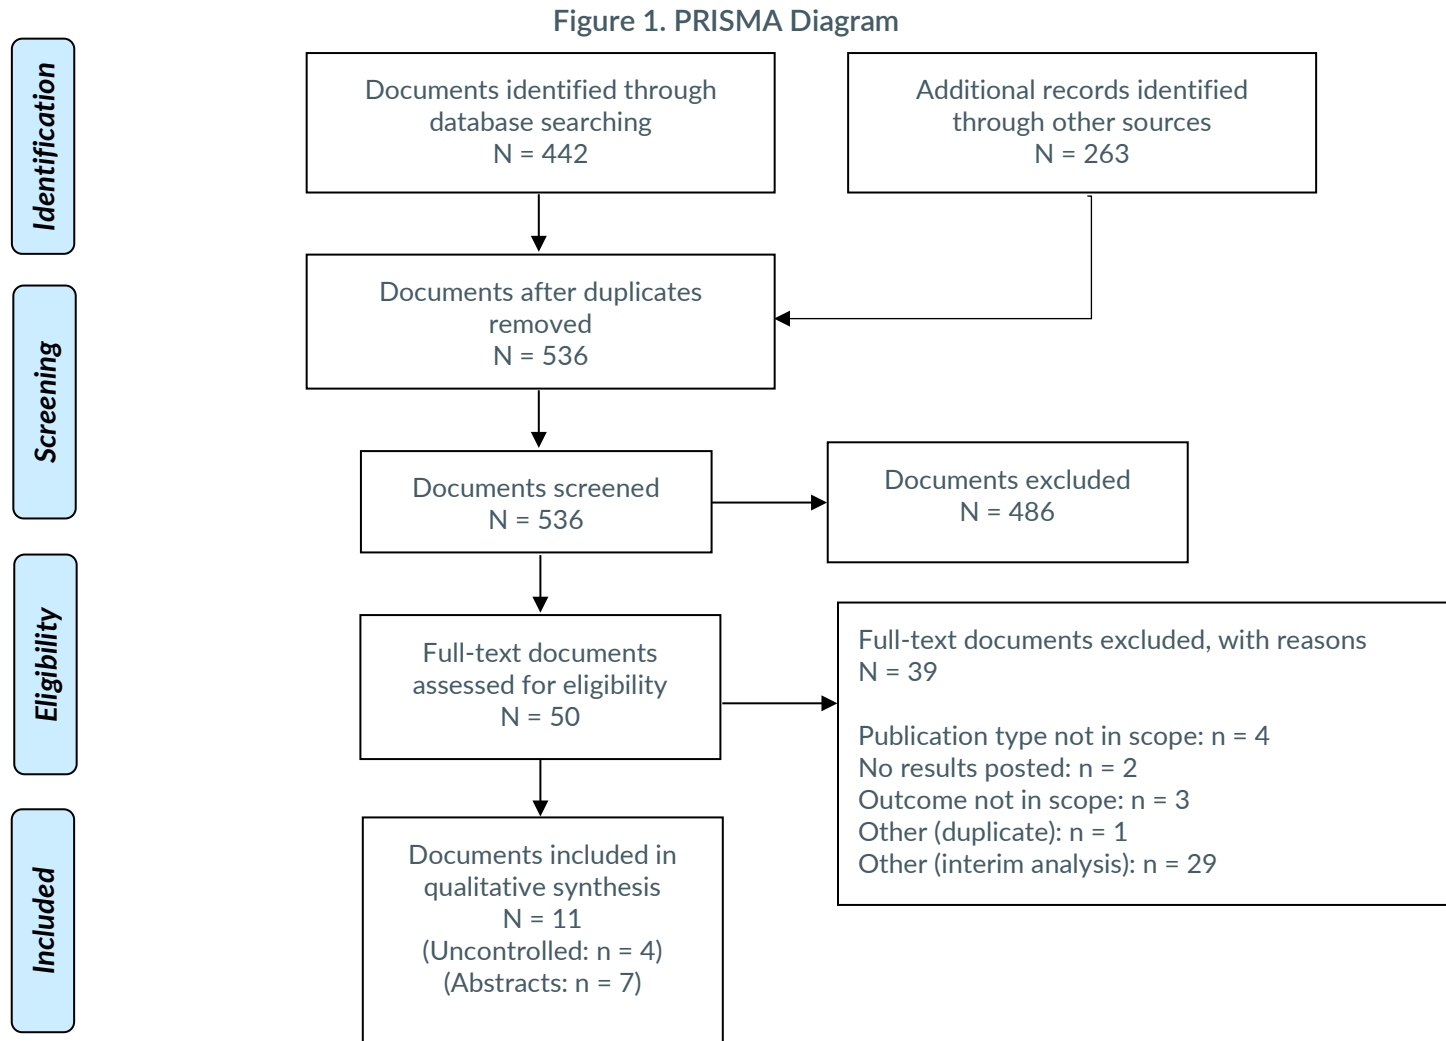 Figure 1. PRISMA Diagram
Identification
Documents identified through
database searching
N = 442
Additional records identified
through other sources
N = 263
Screening
Documents after duplicates
removed
N = 536
Documents screened
N = 536
Documents excluded
N = 486
Eligibility
Full-text documents
assessed for eligibility
N = 50
Full-text documents excluded, with reasons
N = 39
Publication type not in scope: n = 4
No results posted: n = 2
Outcome not in scope: n = 3
Other (duplicate): n = 1
Other (interim analysis): n = 29
Included
Documents included in
qualitative synthesis
N = 11
(Uncontrolled: n = 4)
(Abstracts: n = 7)